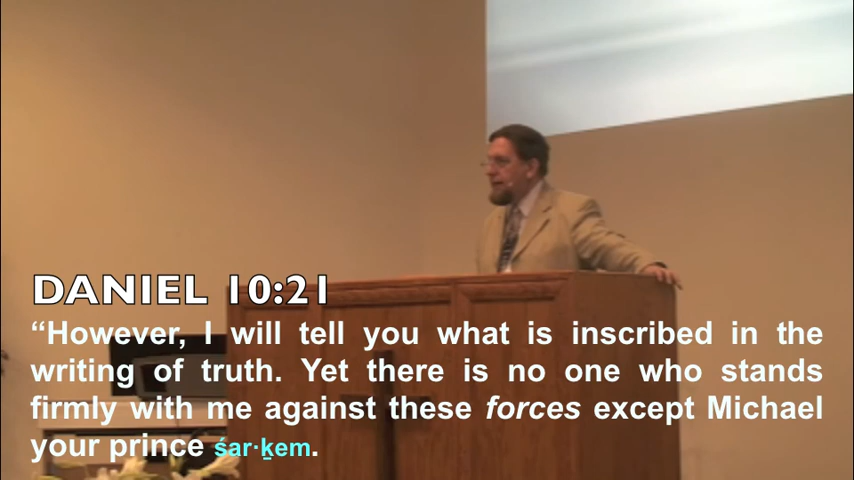 DANIEL 10:21
“However, I will tell you what is inscribed in the
writing of truth. Yet there is no one who stands
firmly with me against these forces except Michael
your prince śar·ḵem.